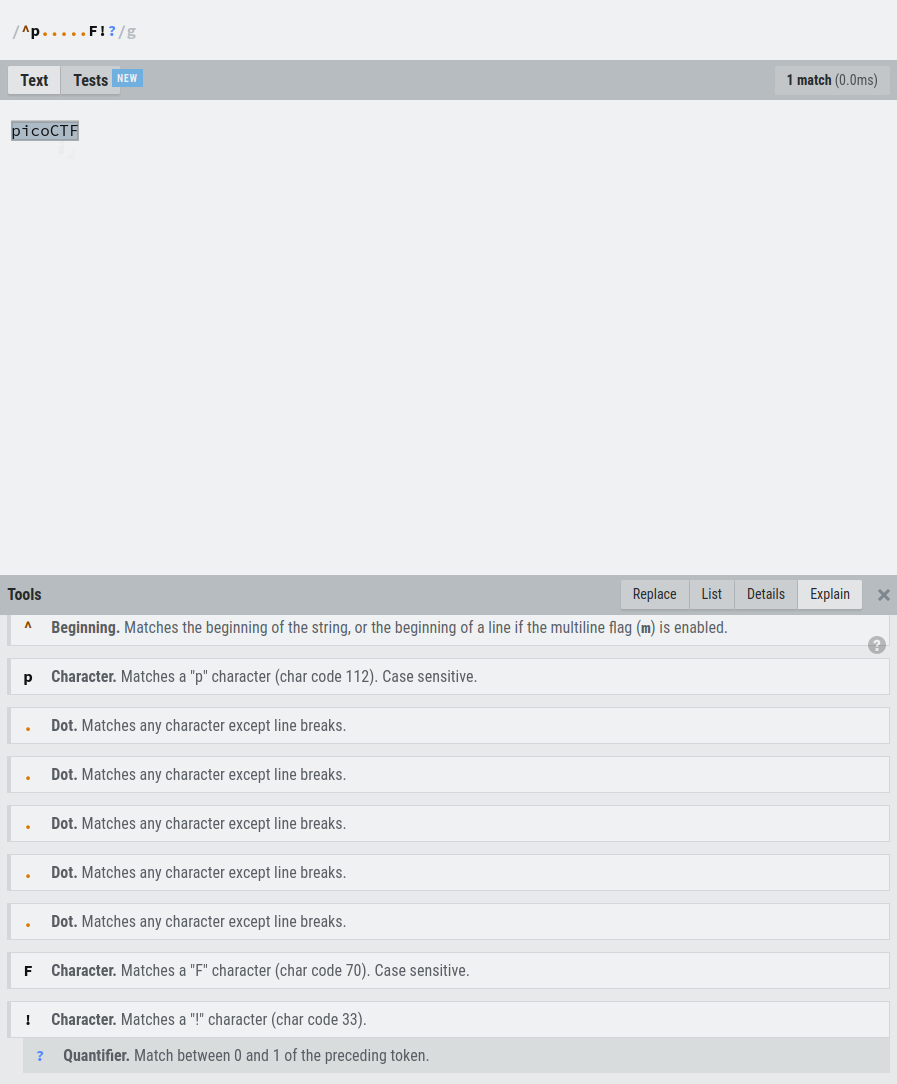 /^p.....F!?/g
Text Tests NEW 1 match (0.0ms)
picoCTF
Tools Replace List Details Explain
^ Beginning. Matches the beginning of the string, or the beginning of a line if the multiline flag (m) is enabled.
?
p Character. Matches a "p" character (char code 112). Case sensitive.
. Dot. Matches any character except line breaks.
. Dot. Matches any character except line breaks.
. Dot. Matches any character except line breaks.
. Dot. Matches any character except line breaks.
. Dot. Matches any character except line breaks.
F Character. Matches a "F" character (char code 70). Case sensitive.
! Character. Matches a "!" character (char code 33).
? Quantifier. Match between 0 and 1 of the preceding token.